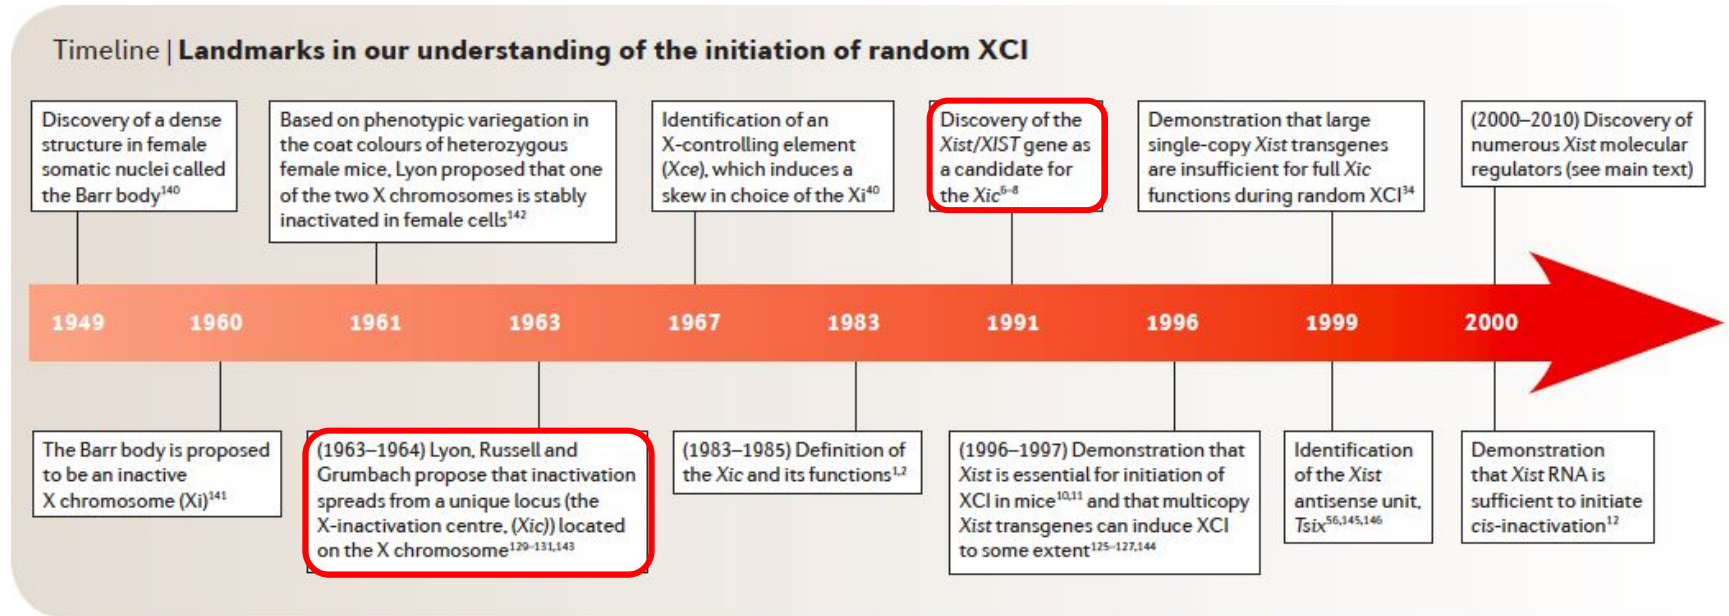 Timeline | Landmarks in our understanding of the initiation of random XCI
Discovery of a dense
structure in female
somatic nuclei called
the Barr body140
Based on phenotypic variegation in
the coat colours of heterozygous
female mice, Lyon proposed that one
of the two X chromosomes is stably
inactivated in female cells142
Identification of an
X-controlling element
(Xce), which induces a
skew in choice of the Xi40
Discovery of the
Xist/XIST gene as
a candidate for
the Xic6–8
Demonstration that large
single-copy Xist transgenes
are insufficient for full Xic
functions during random XCI34
(2000–2010) Discovery of
numerous Xist molecular
regulators (see main text)
1949 1960 1961 1963 1967 1983 1991 1996 1999 2000
The Barr body is proposed
to be an inactive
X chromosome (Xi)141
(1963–1964) Lyon, Russell and
Grumbach propose that inactivation
spreads from a unique locus (the
X-inactivation centre, (Xic)) located
on the X chromosome129–131,143
(1983–1985) Definition of
the Xic and its functions1,2
(1996–1997) Demonstration that
Xist is essential for initiation of
XCI in mice10,11 and that multicopy
Xist transgenes can induce XCI
to some extent125–127,144
Identification
of the Xist
antisense unit,
Tsix56,145,146
Demonstration
that Xist RNA is
sufficient to initiate
cis-inactivation12